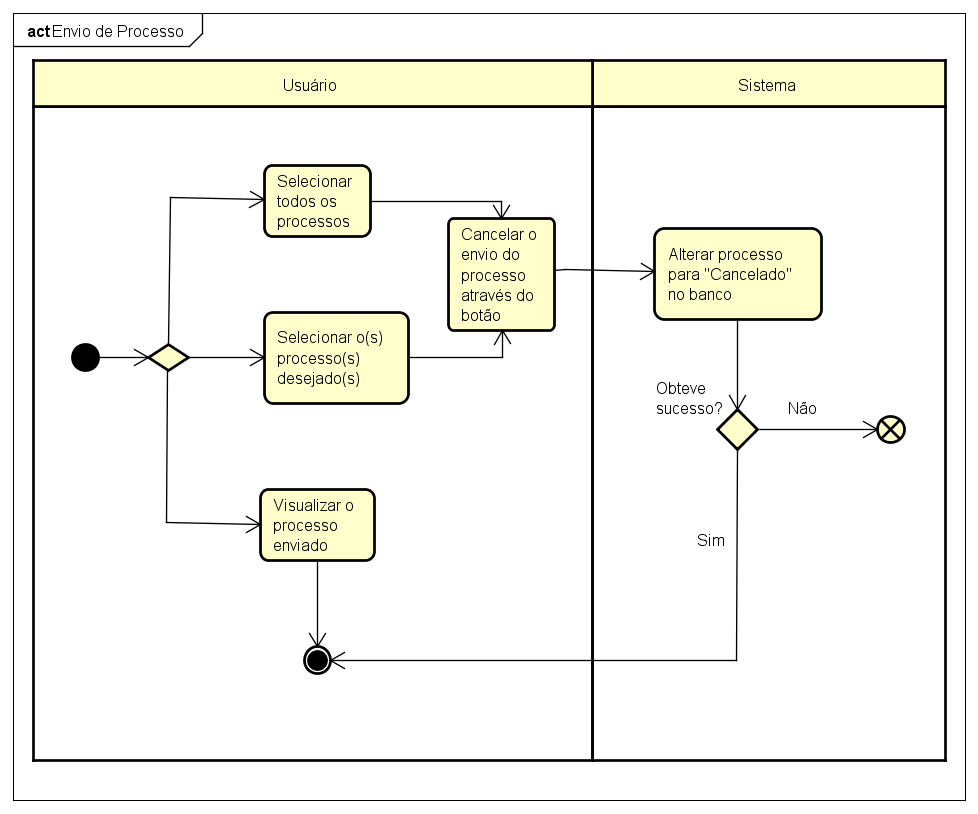 act Envio de Processo
Usuário
Sistema
Selecionar
todos os
processos
Cancelar o
envio do
processo
através do
botão
Alterar processo
para "Cancelado"
no banco
Selecionar o(s)
processo(s)
desejado(s)
Obteve
sucesso?
Não
Visualizar o
processo
enviado
Sim